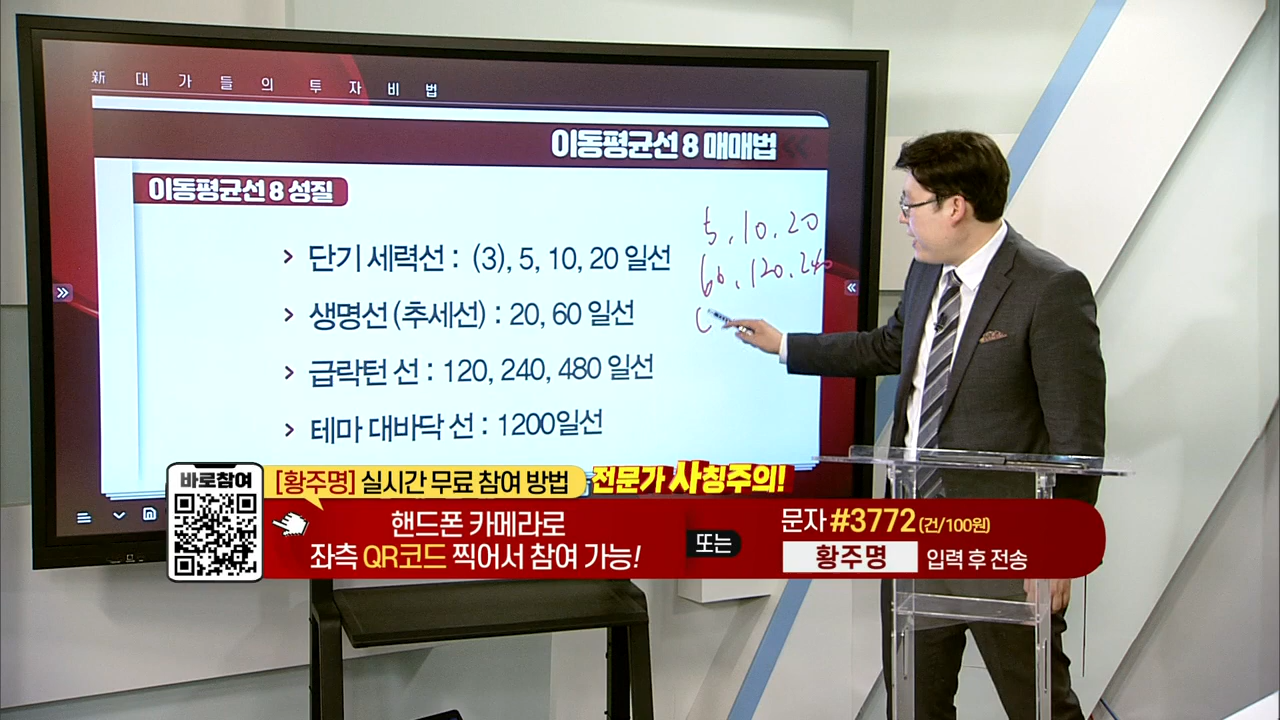 新 대가들의 투자비법
이동평균선 8 매매법
이동평균선 8 성질
단기 세력선 : (3), 5, 10, 20 일선
생명선 (추세선) : 20, 60 일선
급락턴 선 : 120, 240, 480 일선
테마 대바닥 선 : 1200일선
5, 10, 20
60, 120, 240
바로참여
[황주명] 실시간 무료 참여 방법
전문가 사칭주의!
핸드폰 카메라로
좌측 QR코드 찍어서 참여 가능!
또는
문자 #3772 (건/100원)
황주명 입력 후 전송